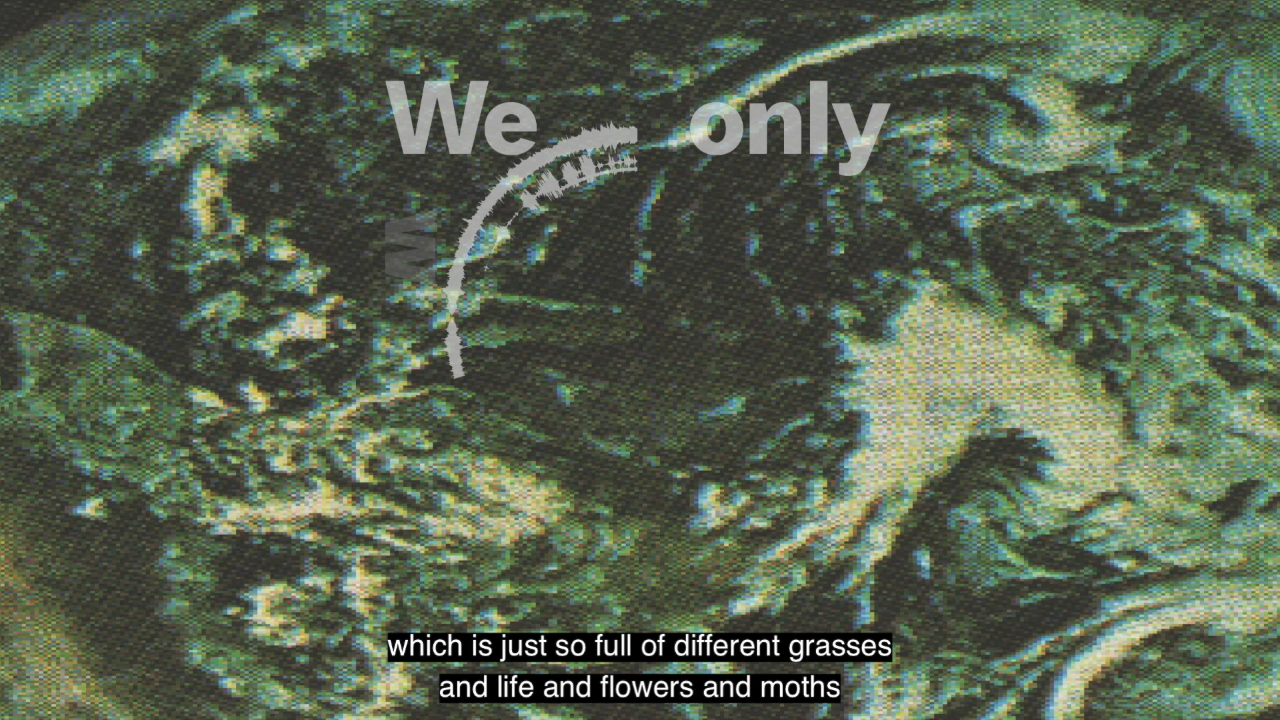 We only
which is just so full of different grasses
and life and flowers and moths